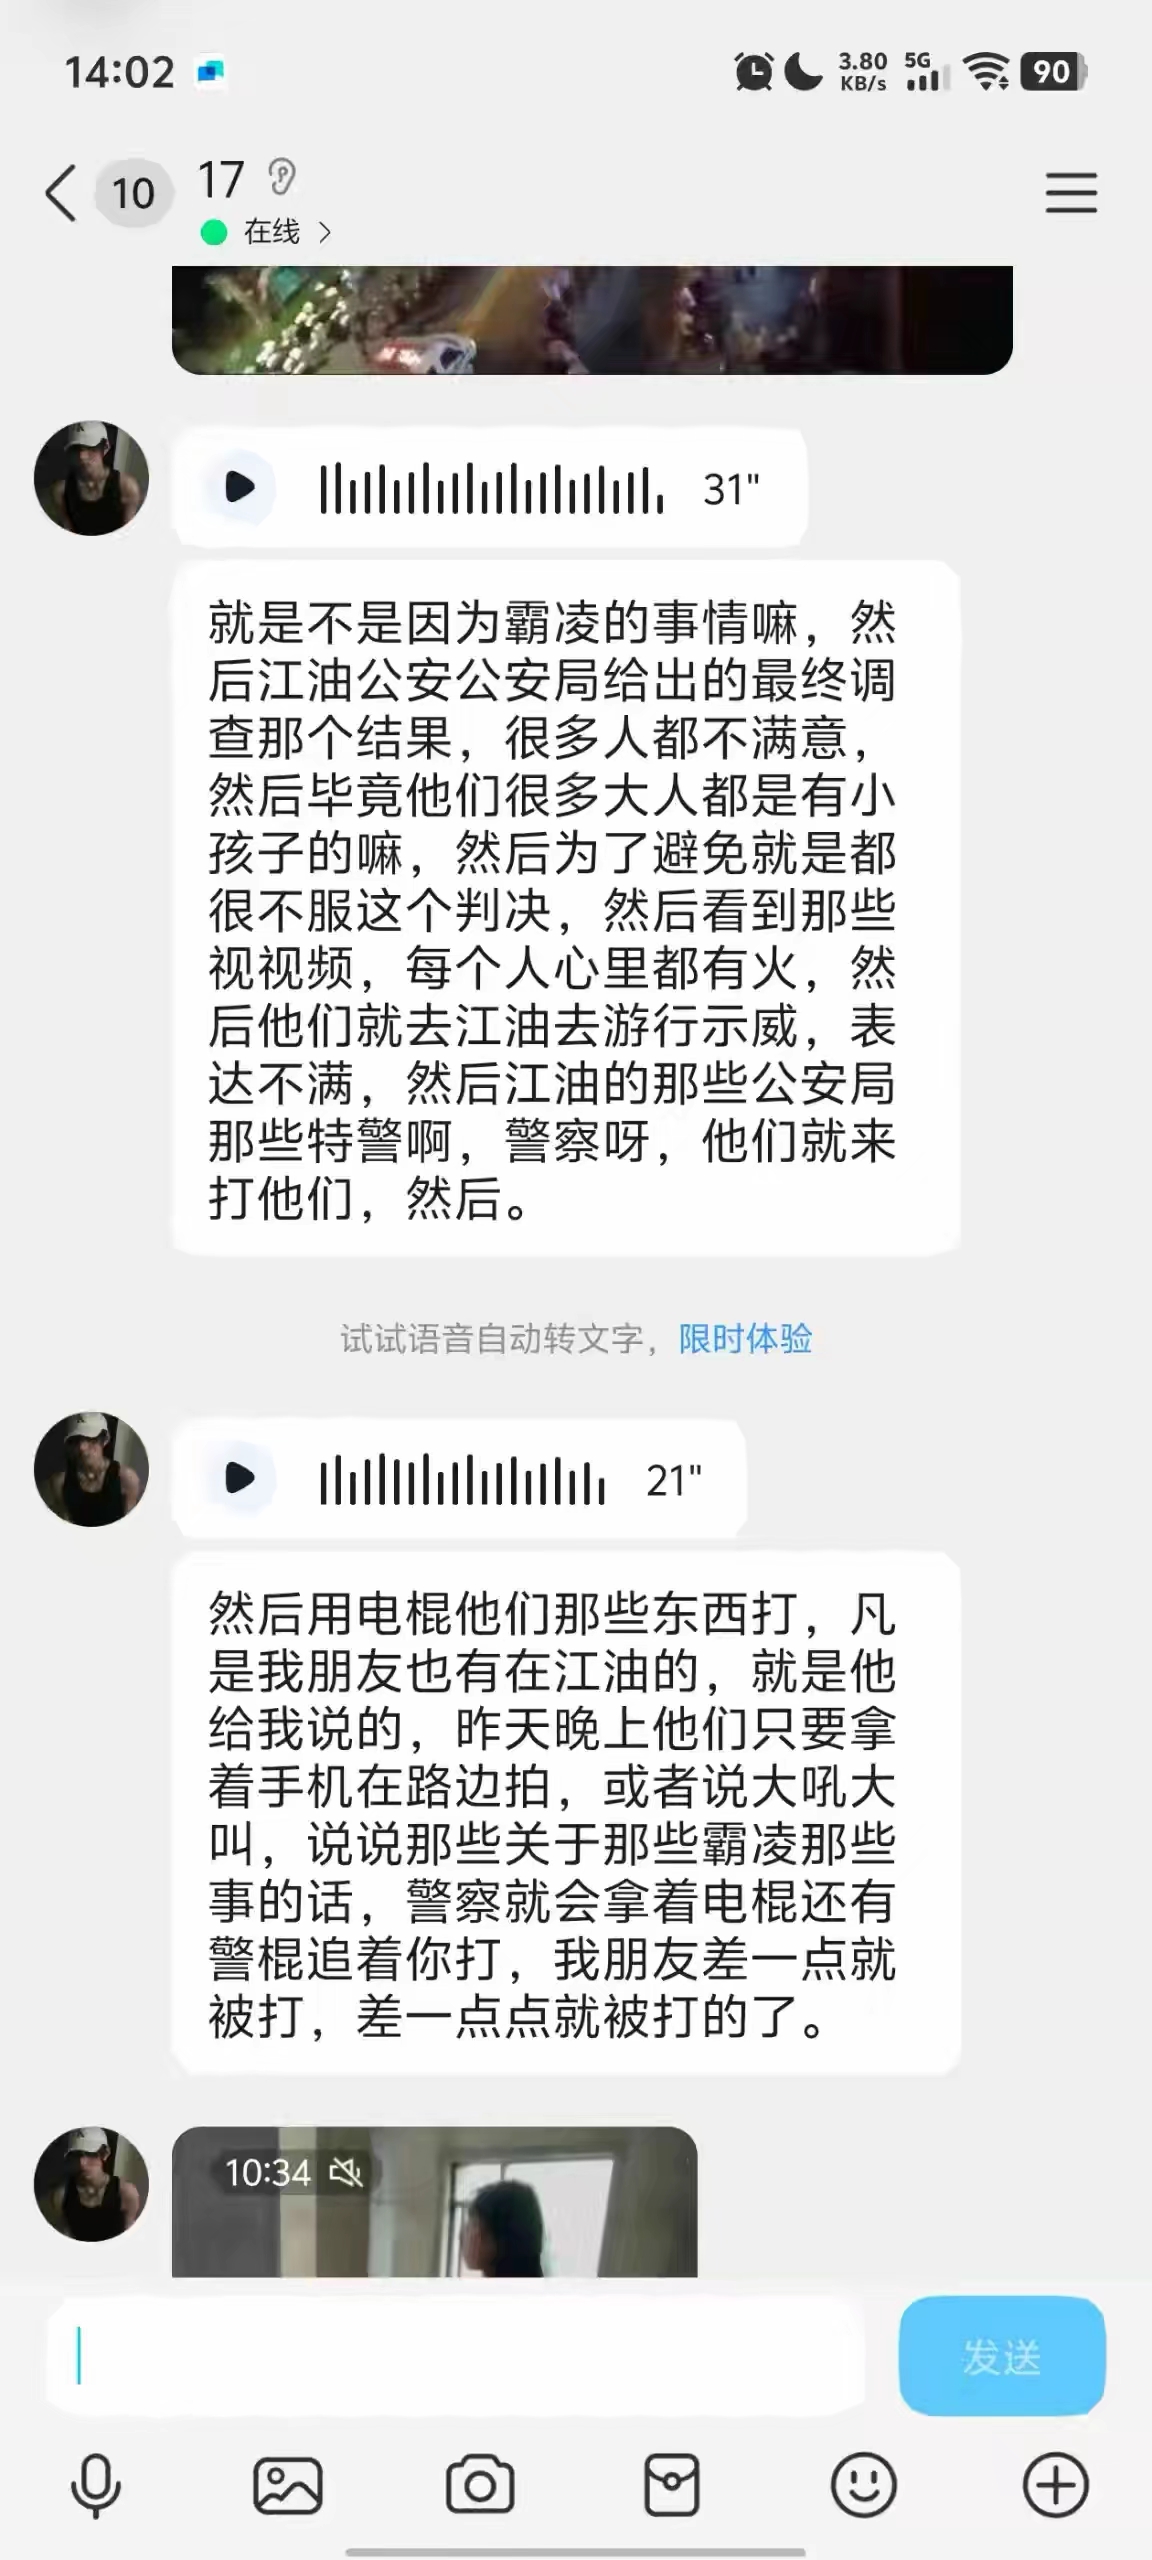 14:02
3.80 KB/s 5G 90
10 17
在线 >
31"
就是不是因为霸凌的事情嘛，然
后江油公安公安局给出的最终调
查那个结果，很多人都不满意，
然后毕竟他们很多大人都是有小
孩子的嘛，然后为了避免就是都
很不服这个判决，然后看到那些
视视频，每个人心里都有火，然
后他们就去江油去游行示威，表
达不满，然后江油的那些公安局
那些特警啊，警察呀，他们就来
打他们，然后。
试试语音自动转文字，限时体验
21"
然后用电棍他们那些东西打，凡
是我朋友也有在江油的，就是他
给我说的，昨天晚上他们只要拿
着手机在路边拍，或者说大吼大
叫，说说那些关于那些霸凌那些
事的话，警察就会拿着电棍还有
警棍追着你打，我朋友差一点就
被打，差一点点就被打的了。
10:34
发送